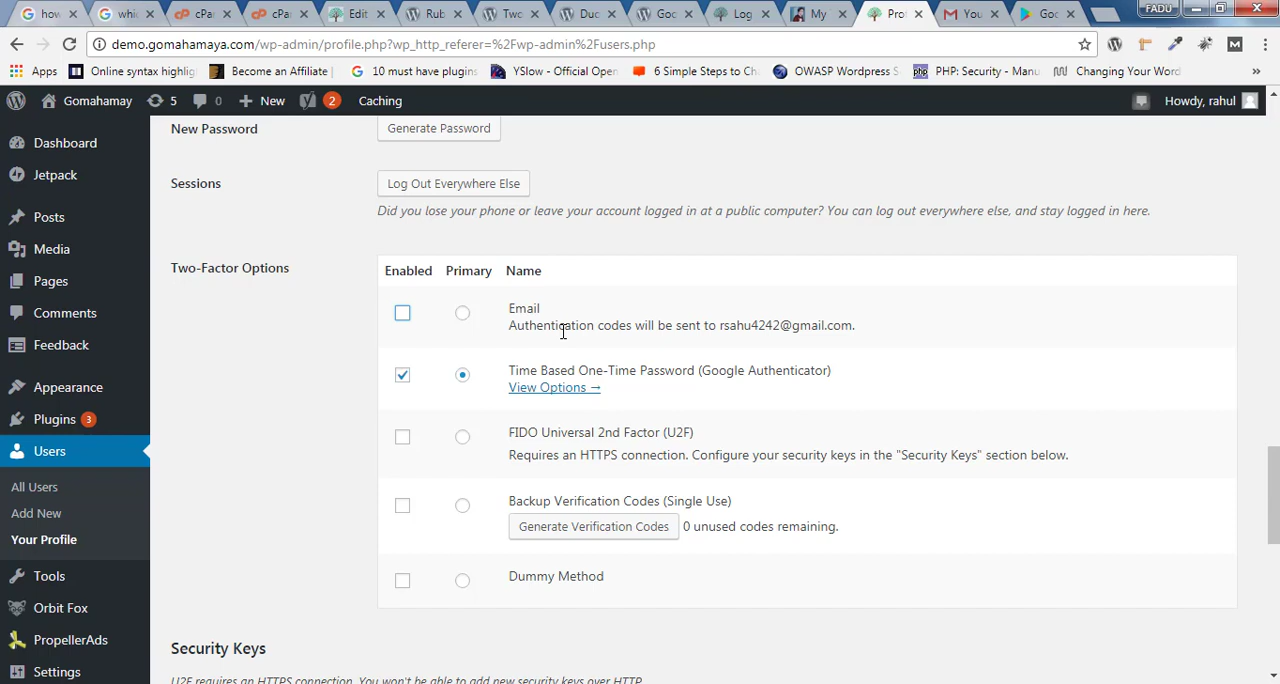 how
whic
cPa
cPa
Edit
Rub
Two
Duc
Goo
Log
My
Prof
You
Goo
FADU
demo.gomahamaya.com/wp-admin/profile.php?wp_http_referer=%2Fwp-admin%2Fusers.php
Apps
Online syntax highlig
Become an Affiliate
10 must have plugins
YSlow - Official Open
6 Simple Steps to Ch
OWASP Wordpress S
PHP: Security - Manu
Changing Your Word
»
Gomahamay
5
0
New
2
Caching
Howdy, rahul
Dashboard
Jetpack
Posts
Media
Pages
Comments
Feedback
Appearance
Plugins 3
Users
All Users
Add New
Your Profile
Tools
Orbit Fox
PropellerAds
Settings
New Password
Generate Password
Sessions
Log Out Everywhere Else
Did you lose your phone or leave your account logged in at a public computer? You can log out everywhere else, and stay logged in here.
Two-Factor Options
Enabled Primary Name
Email
Authentication codes will be sent to rsahu4242@gmail.com.
Time Based One-Time Password (Google Authenticator)
View Options →
FIDO Universal 2nd Factor (U2F)
Requires an HTTPS connection. Configure your security keys in the "Security Keys" section below.
Backup Verification Codes (Single Use)
Generate Verification Codes 0 unused codes remaining.
Dummy Method
Security Keys
U2F requires an HTTPS connection. You won't be able to add new security keys over HTTP.